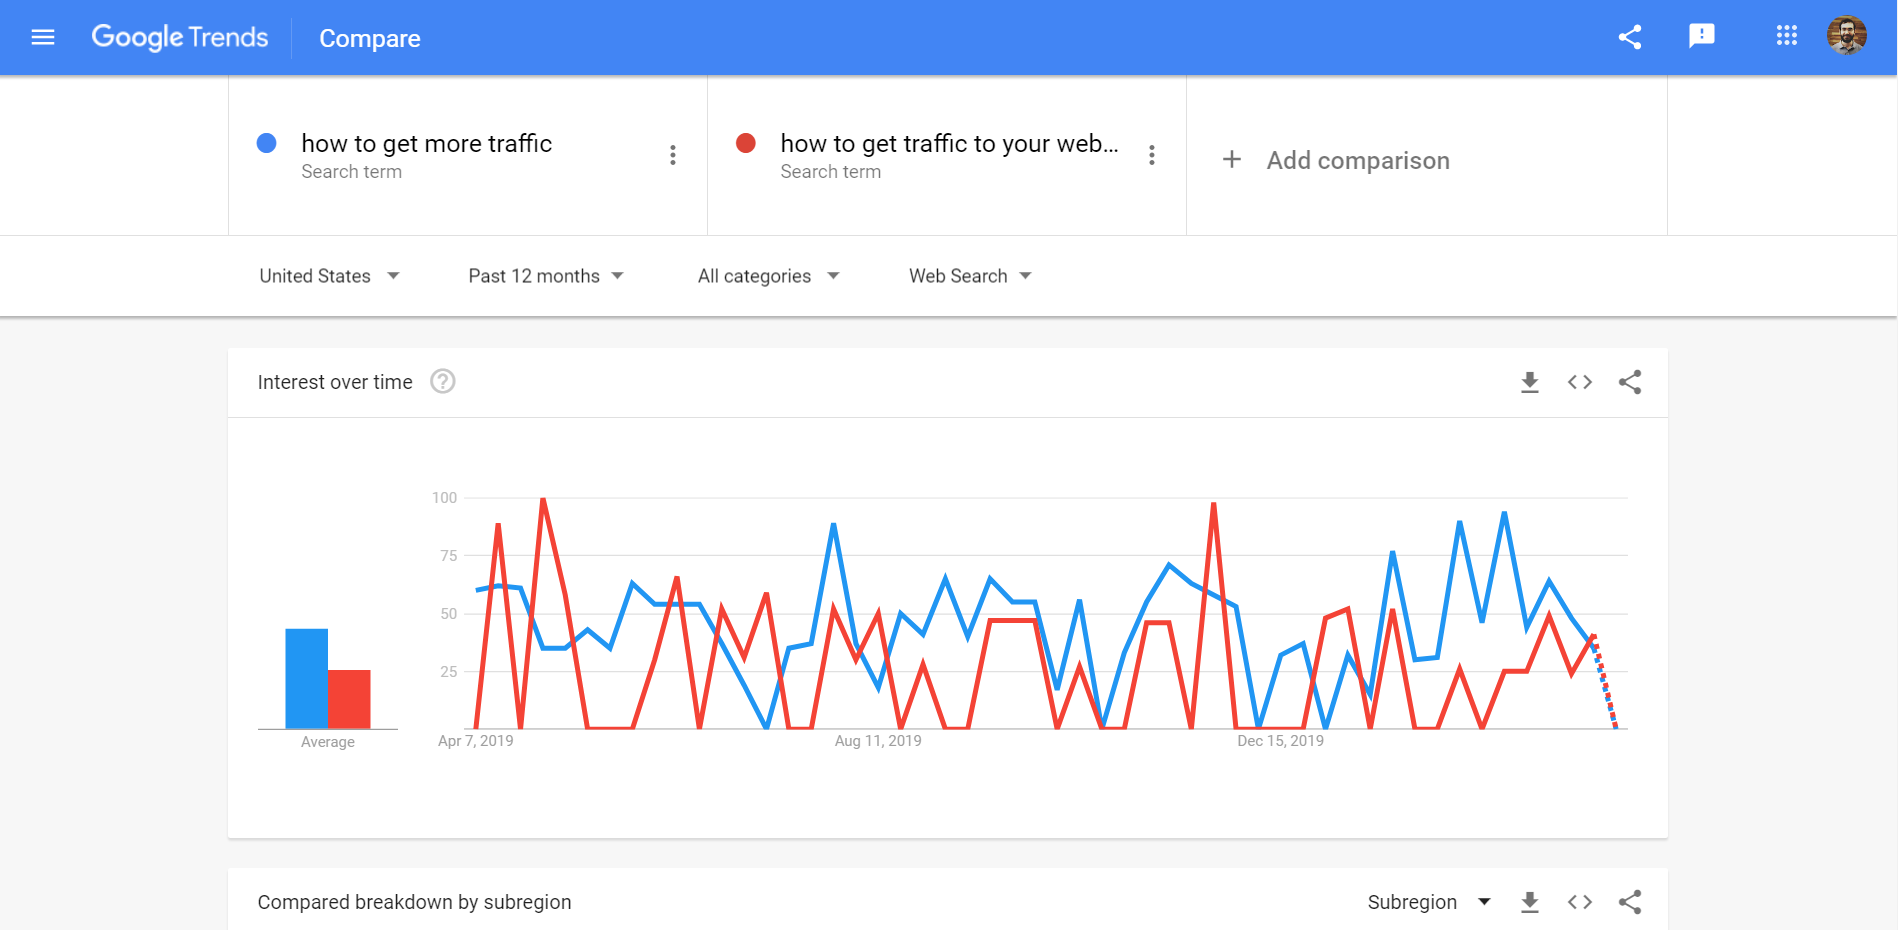 Google Trends
Compare
how to get more traffic
Search term
how to get traffic to your web...
Search term
+ Add comparison
United States
Past 12 months
All categories
Web Search
Interest over time
?
100
75
50
25
Average
Apr 7, 2019
Aug 11, 2019
Dec 15, 2019
Compared breakdown by subregion
Subregion